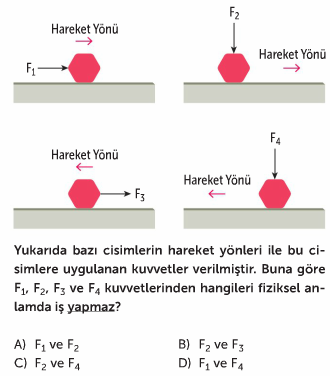 Hareket Yönü
F₁
F₂
Hareket Yönü
Hareket Yönü
F₃
F₄
Hareket Yönü
Yukarıda bazı cisimlerin hareket yönleri ile bu ci-
simlere uygulanan kuvvetler verilmiştir. Buna göre
F₁, F₂, F₃ ve F₄ kuvvetlerinden hangileri fiziksel an-
lamda iş yapmaz?
A) F₁ ve F₂
B) F₂ ve F₃
C) F₂ ve F₄
D) F₁ ve F₄